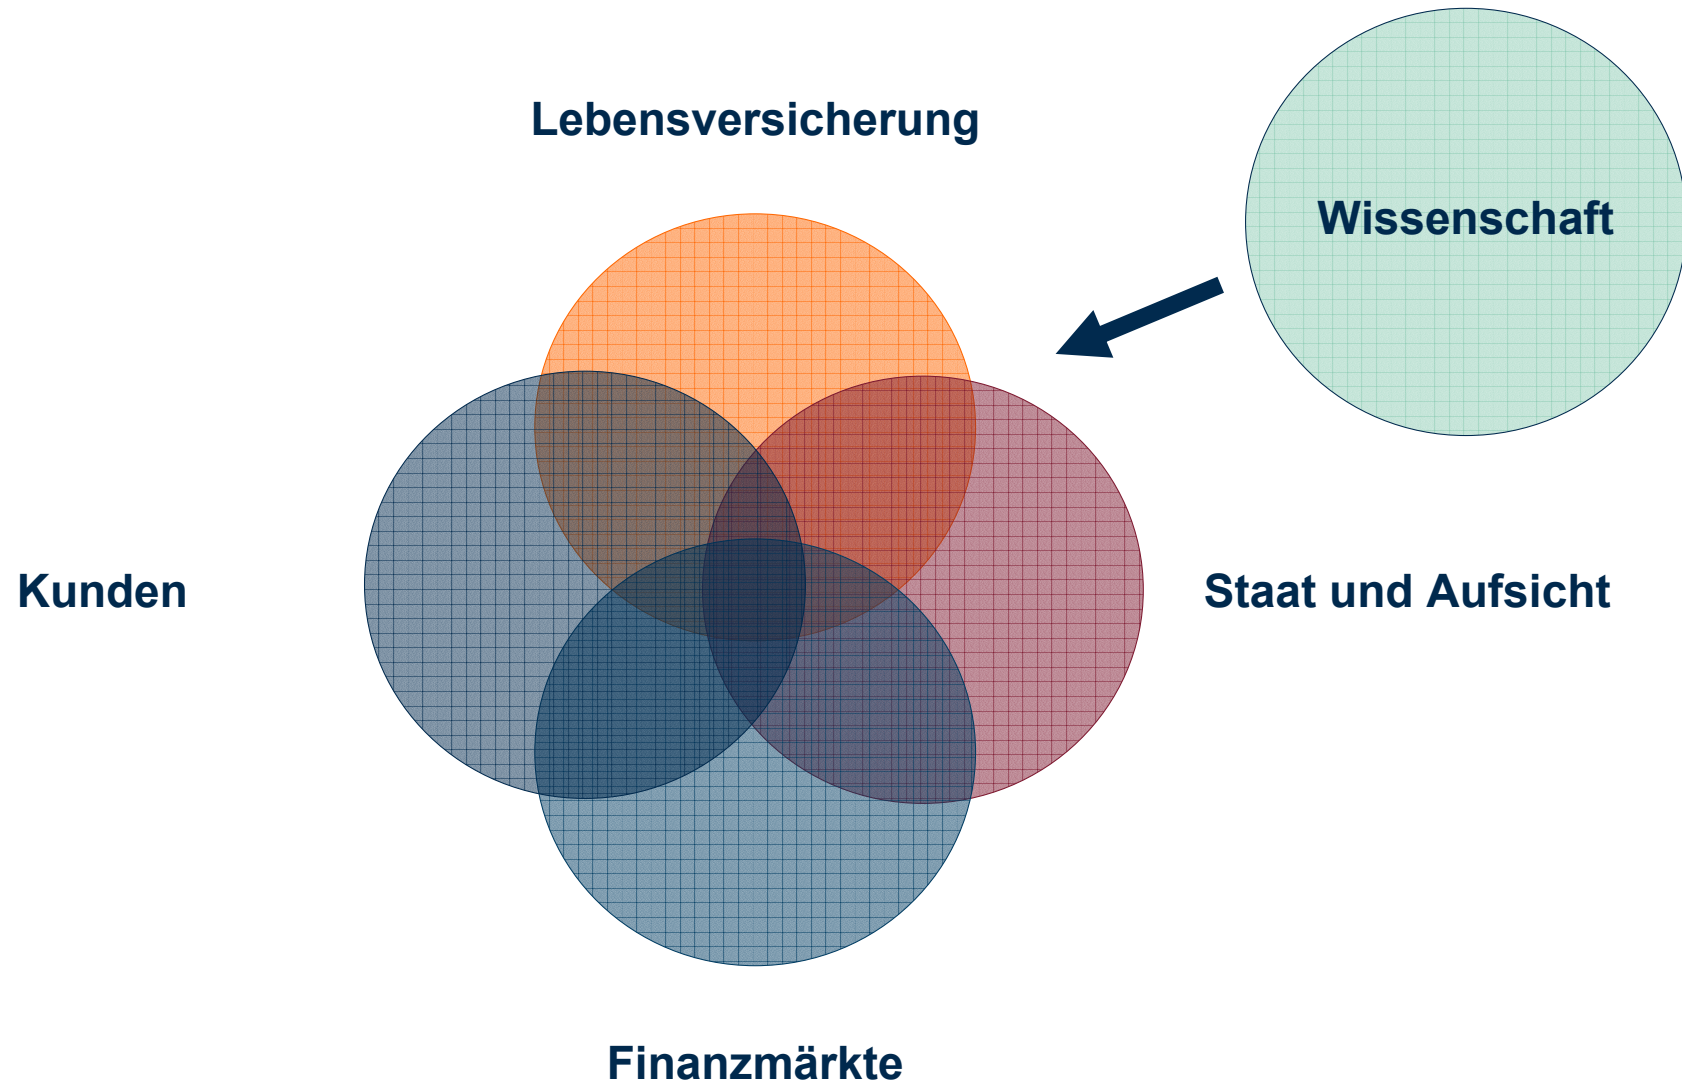 Lebensversicherung
Wissenschaft
Kunden
Staat und Aufsicht
Finanzmärkte